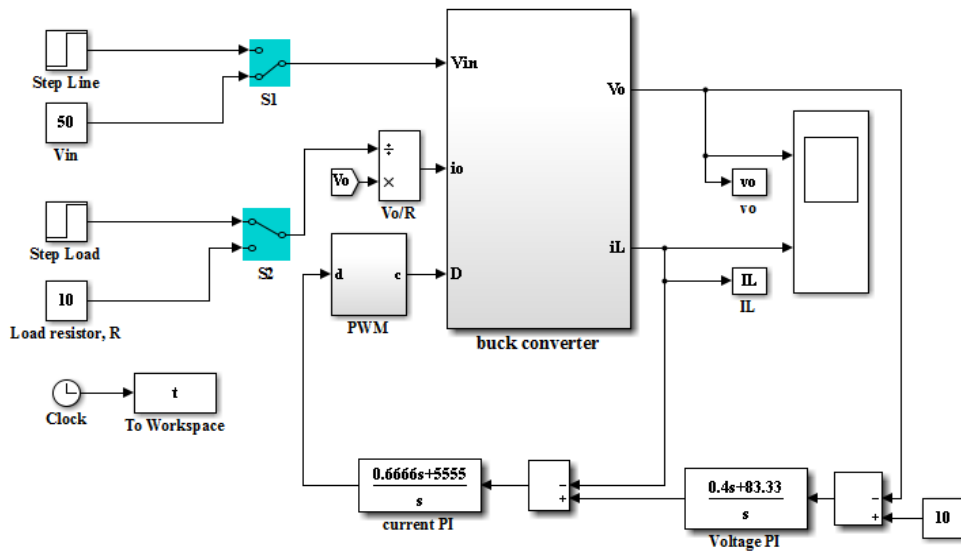 Step Line
50
Vin
S1
Vin
Vo
÷
×
Vo
Vo/R
io
vo
vo
Step Load
S2
10
Load resistor, R
d
c
PWM
D
iL
IL
IL
buck converter
Clock
t
To Workspace
0.6666s+5555
s
current PI
−
+
0.4s+83.33
s
Voltage PI
−
+
10